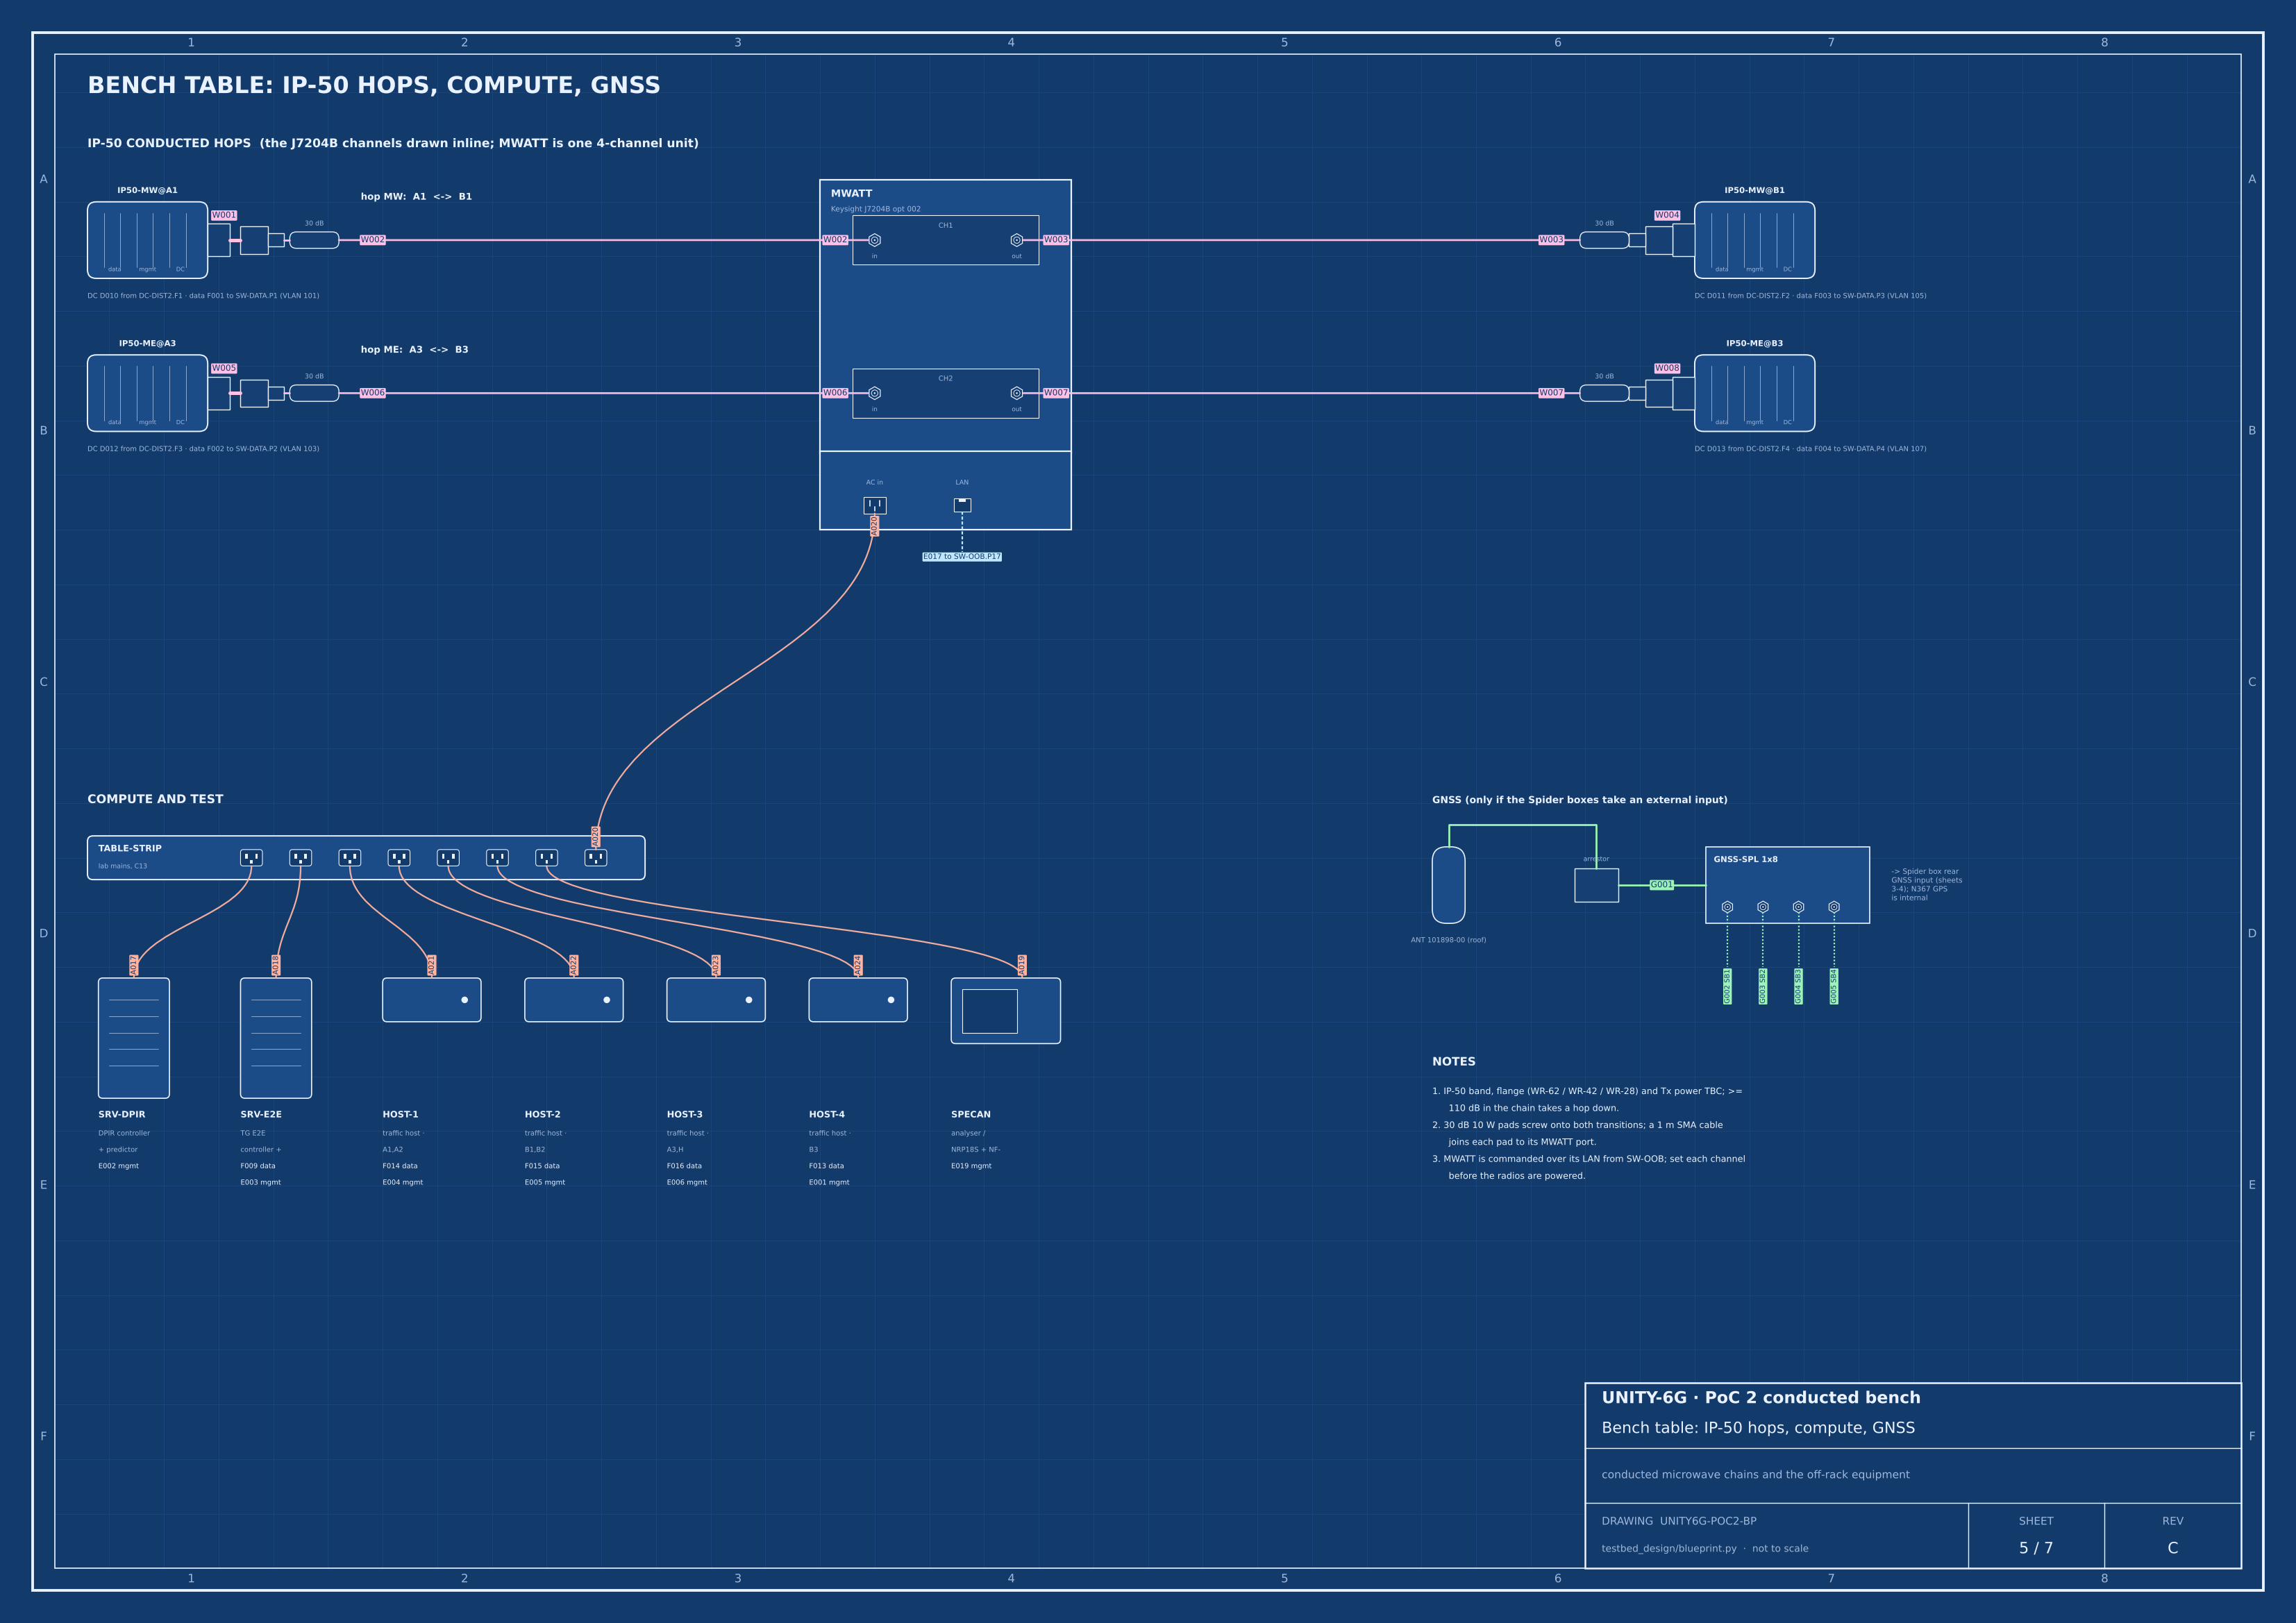 1 2 3 4 5 6 7 8
BENCH TABLE: IP-50 HOPS, COMPUTE, GNSS
IP-50 CONDUCTED HOPS  (the J7204B channels drawn inline; MWATT is one 4-channel unit)
A
A
IP50-MW@A1
hop MW:  A1  <->  B1
W001
30 dB
W002
data
mgmt
DC
DC D010 from DC-DIST2.F1 · data F001 to SW-DATA.P1 (VLAN 101)
MWATT
Keysight J7204B opt 002
CH1
W002
in
out
W003
IP50-MW@B1
W003
30 dB
W004
data
mgmt
DC
DC D011 from DC-DIST2.F2 · data F003 to SW-DATA.P3 (VLAN 105)
IP50-ME@A3
hop ME:  A3  <->  B3
W005
30 dB
W006
data
mgmt
DC
DC D012 from DC-DIST2.F3 · data F002 to SW-DATA.P2 (VLAN 103)
CH2
W006
in
out
W007
IP50-ME@B3
W007
30 dB
W008
data
mgmt
DC
DC D013 from DC-DIST2.F4 · data F004 to SW-DATA.P4 (VLAN 107)
B
B
AC in
LAN
A020
E017 to SW-OOB.P17
C
C
COMPUTE AND TEST
TABLE-STRIP
lab mains, C13
A020
A017
A018
A021
A022
A023
A024
A019
SRV-DPIR
DPIR controller
+ predictor
E002 mgmt
SRV-E2E
TG E2E
controller +
F009 data
E003 mgmt
HOST-1
traffic host ·
A1,A2
F014 data
E004 mgmt
HOST-2
traffic host ·
B1,B2
F015 data
E005 mgmt
HOST-3
traffic host ·
A3,H
F016 data
E006 mgmt
HOST-4
traffic host ·
B3
F013 data
E001 mgmt
SPECAN
analyser /
NRP18S + NF-
E019 mgmt
GNSS (only if the Spider boxes take an external input)
arrestor
G001
GNSS-SPL 1x8
-> Spider box rear
GNSS input (sheets
3-4); N367 GPS
is internal
ANT 101898-00 (roof)
G002 SB1
G003 SB2
G004 SB3
G005 SB4
D
D
NOTES
1. IP-50 band, flange (WR-62 / WR-42 / WR-28) and Tx power TBC; >=
110 dB in the chain takes a hop down.
2. 30 dB 10 W pads screw onto both transitions; a 1 m SMA cable
joins each pad to its MWATT port.
3. MWATT is commanded over its LAN from SW-OOB; set each channel
before the radios are powered.
E
E
F
F
UNITY-6G · PoC 2 conducted bench
Bench table: IP-50 hops, compute, GNSS
conducted microwave chains and the off-rack equipment
DRAWING  UNITY6G-POC2-BP
testbed_design/blueprint.py  ·  not to scale
SHEET
5 / 7
REV
C
1 2 3 4 5 6 7 8